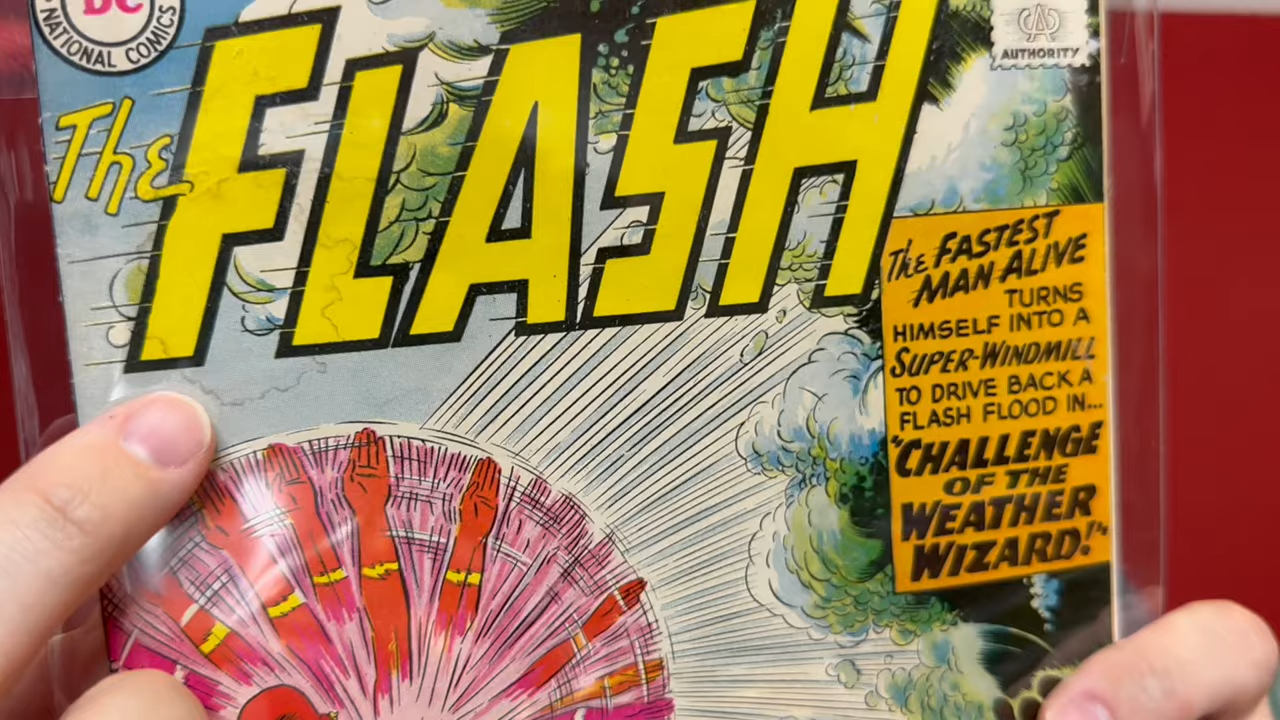 DC
NATIONAL COMICS
The FLASH
CA
AUTHORITY
The FASTEST
MAN ALIVE
TURNS
HIMSELF INTO A
SUPER-WINDMILL
TO DRIVE BACK A
FLASH FLOOD IN...
"CHALLENGE
OF THE
WEATHER
WIZARD!"